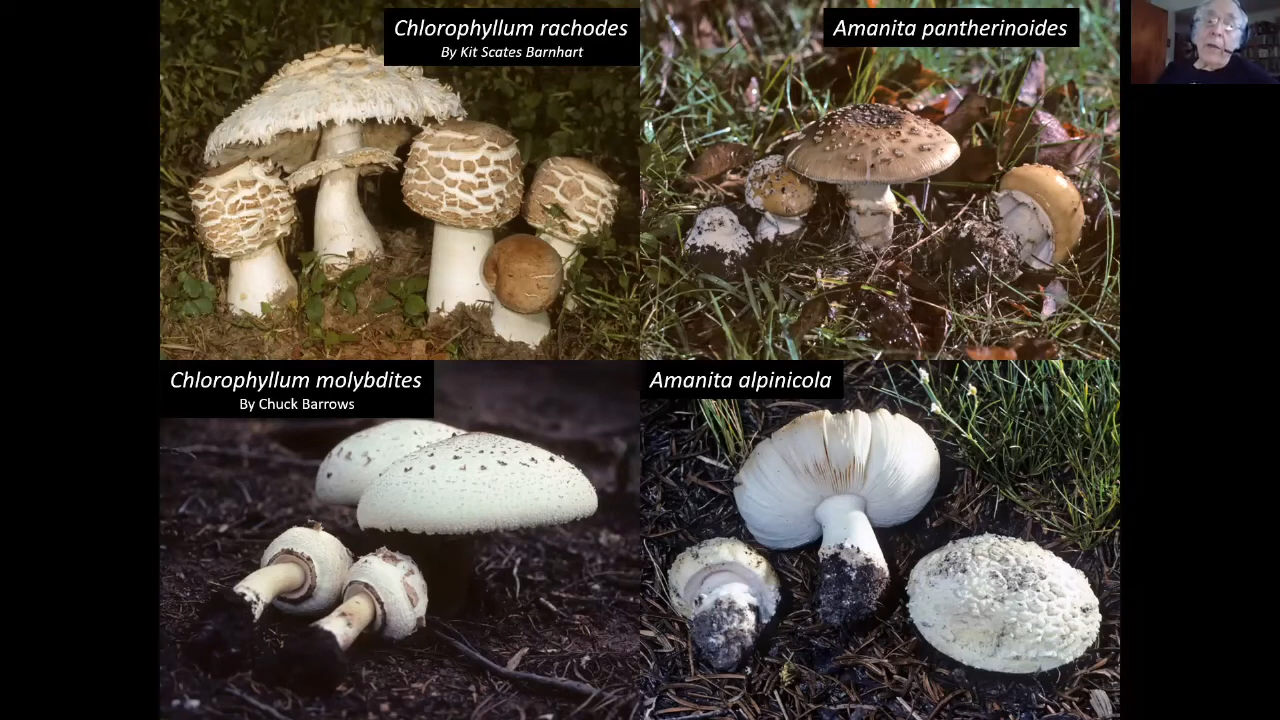 Chlorophyllum rachodes
By Kit Scates Barnhart
Amanita pantherinoides
Chlorophyllum molybdites
By Chuck Barrows
Amanita alpinicola